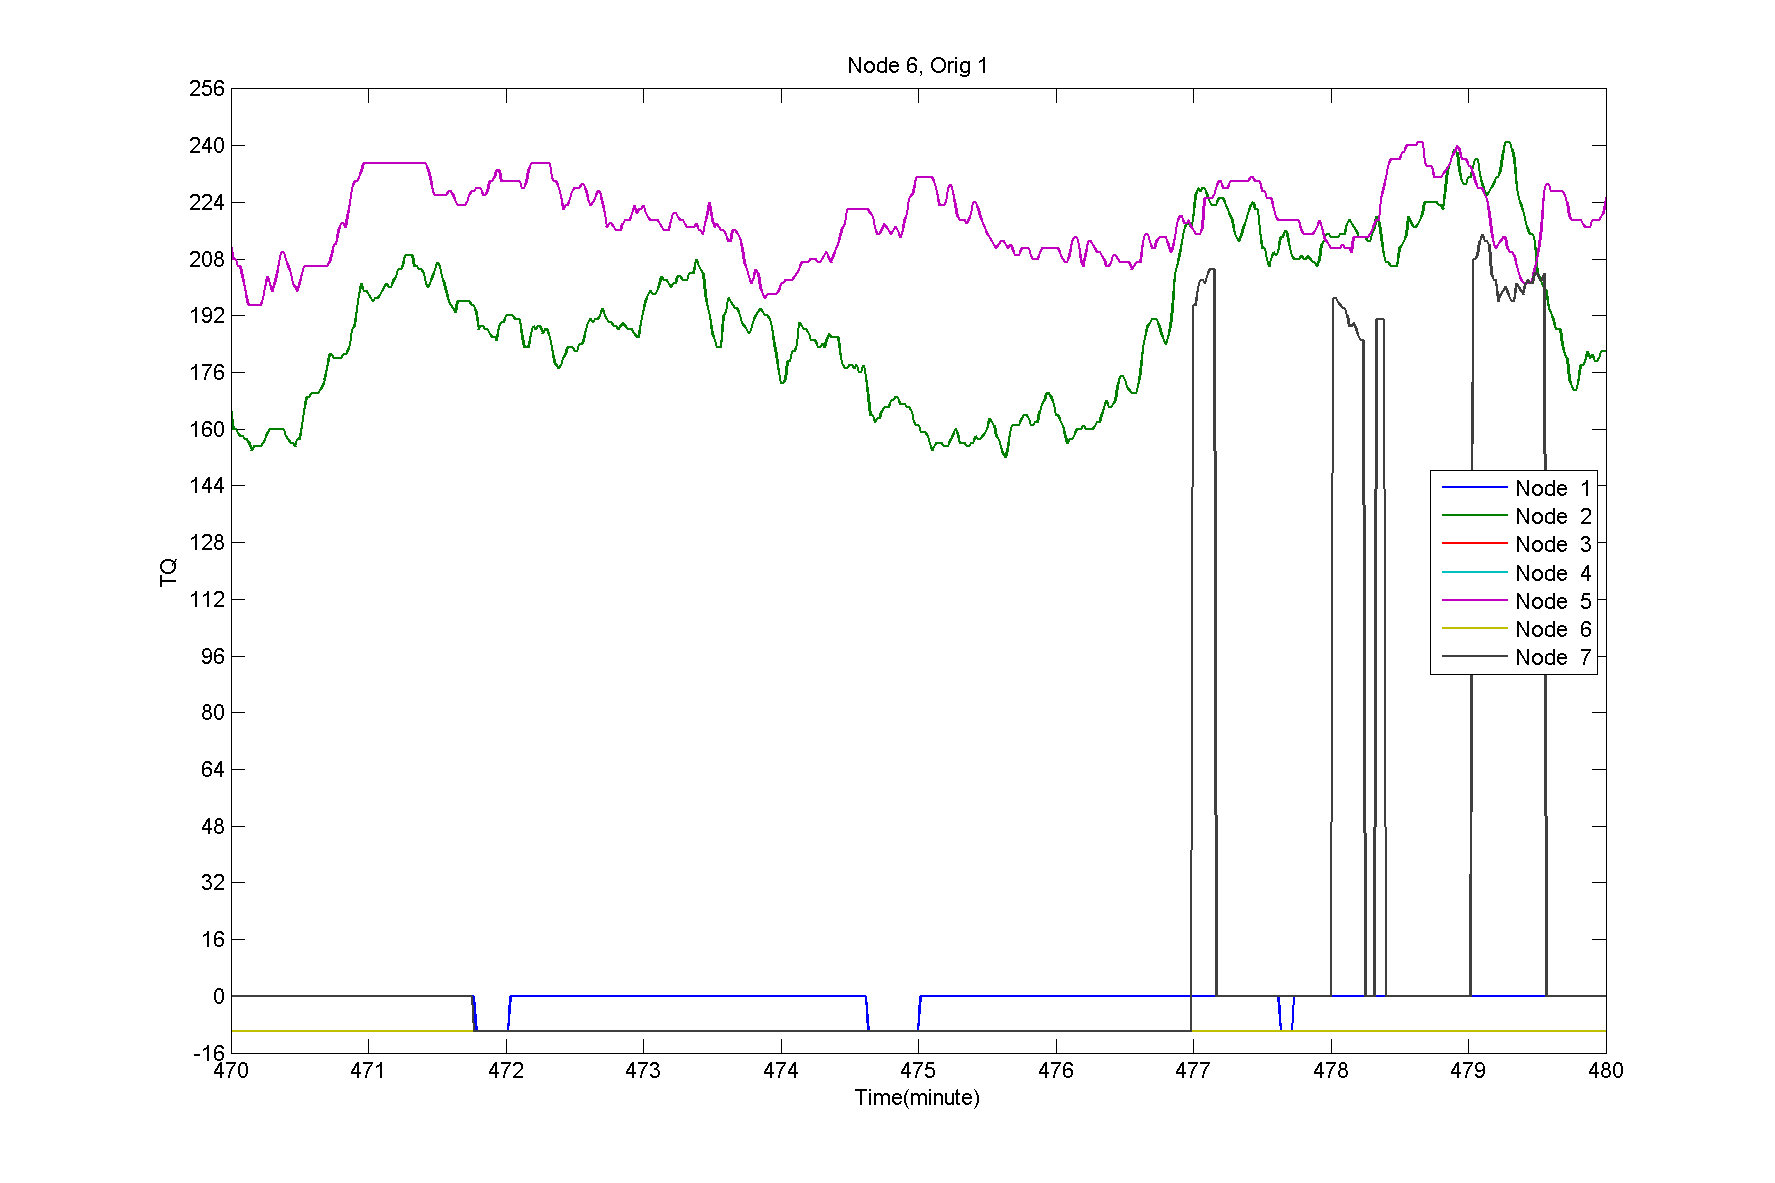 Node 6, Orig 1
256
240
224
208
192
176
160
144
128
112
96
80
64
48
32
16
0
-16
TQ
Node 1
Node 2
Node 3
Node 4
Node 5
Node 6
Node 7
470 471 472 473 474 475 476 477 478 479 480
Time(minute)